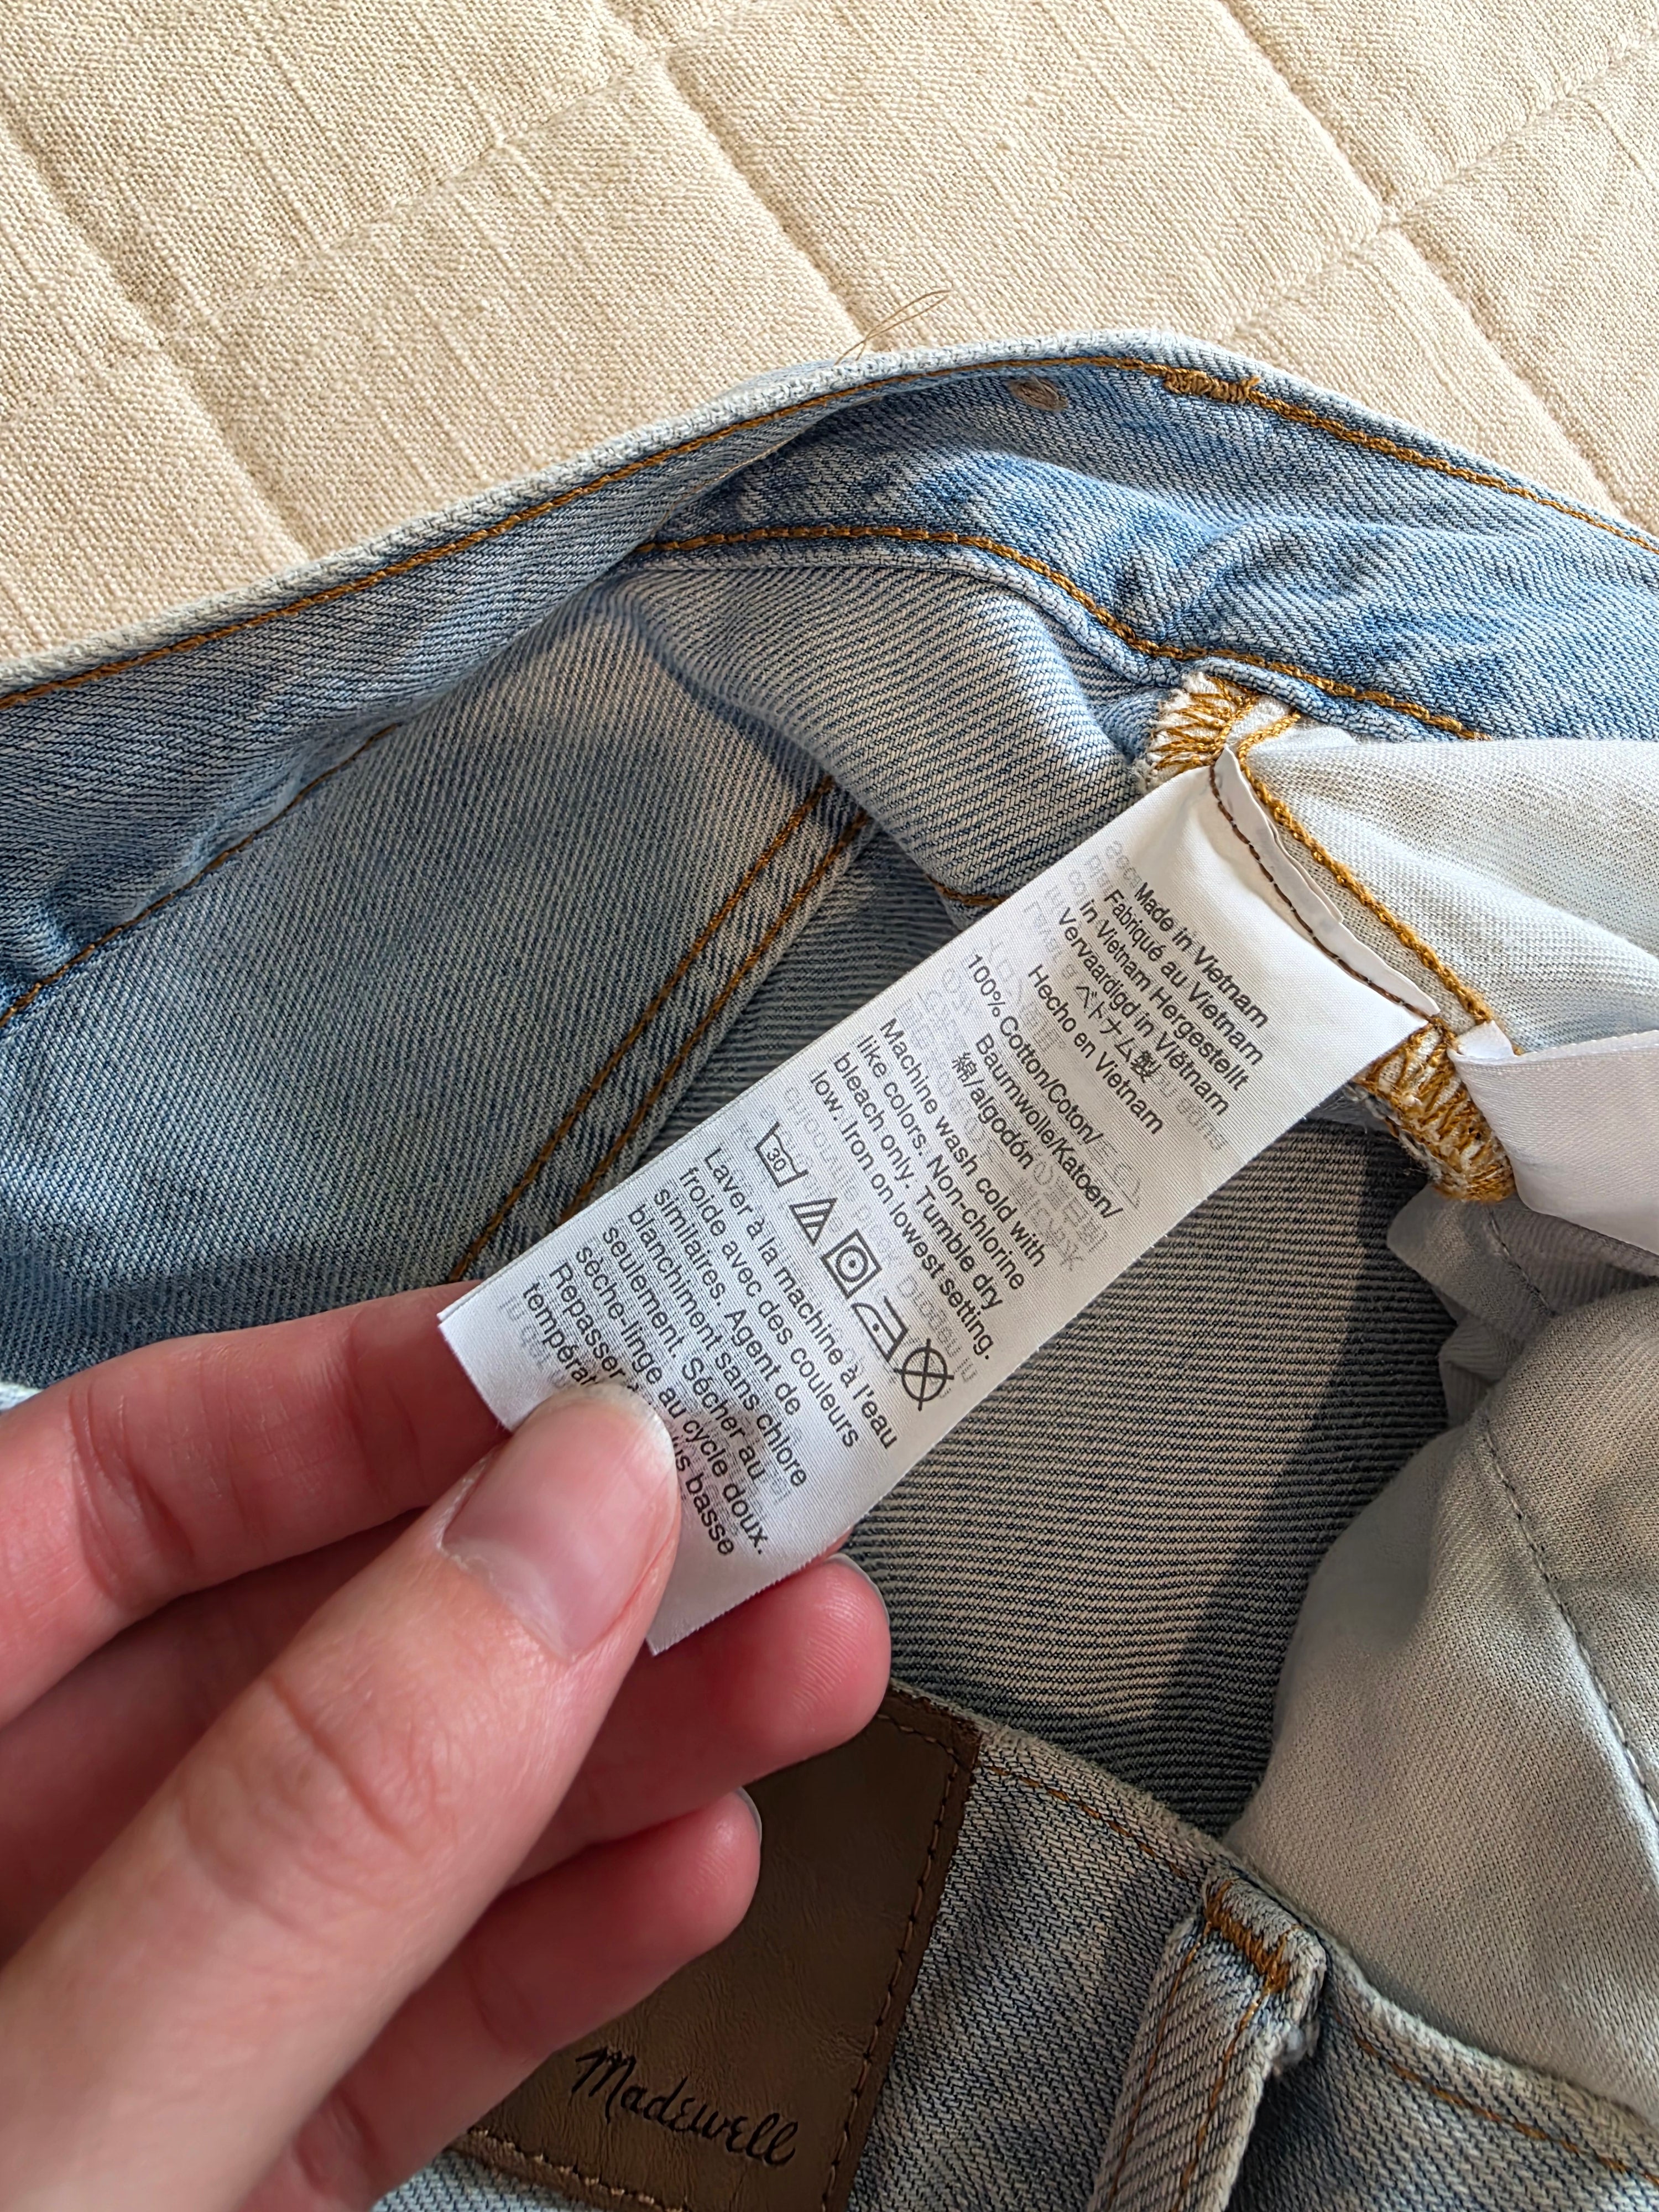 Made in Vietnam
Fabriqué au Vietnam
in Vietnam Hergestellt
Vervaardigd in Viëtnam
ベトナム製
Hecho en Vietnam
100% Cotton/Coton/
Baumwolle/Katoen/
綿/algodón
Machine wash cold with
like colors. Non-chlorine
bleach only. Tumble dry
low. Iron on lowest setting.
30
Laver à la machine à l'eau
froide avec des couleurs
similaires. Agent de
blanchiment sans chlore
seulement. Sécher au
sèche-linge au cycle doux.
Repasser basse
Madewell